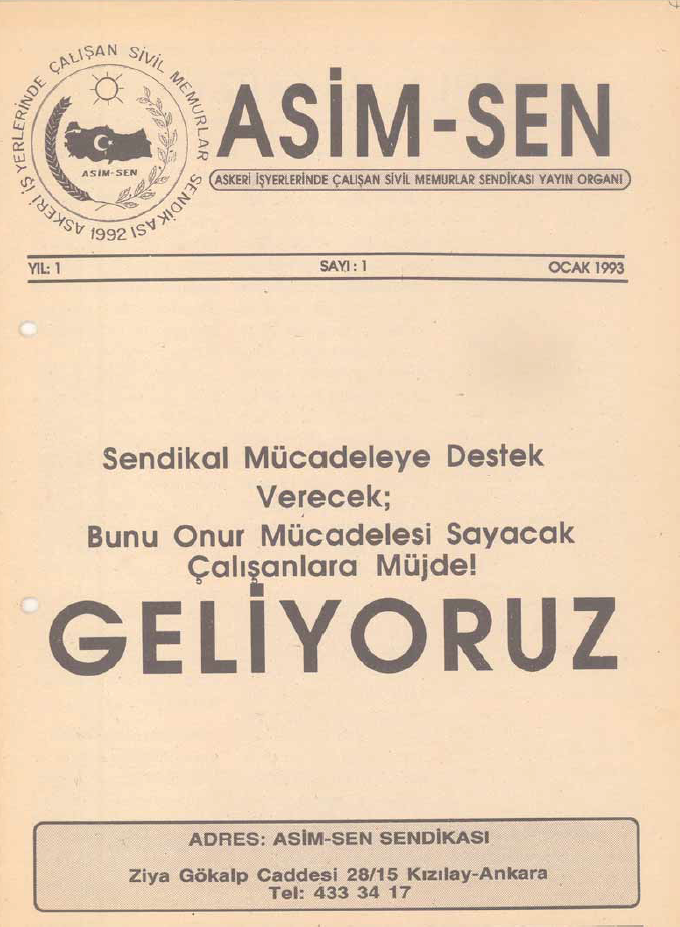 ASKERİ İŞ YERLERİNDE ÇALIŞAN SİVİL MEMURLAR SENDİKASI
ASİM-SEN
1992
ASİM-SEN
(ASKERİ İŞYERLERİNDE ÇALIŞAN SİVİL MEMURLAR SENDİKASI YAYIN ORGANI)
YIL: 1 SAYI : 1 OCAK 1993
Sendikal Mücadeleye Destek
Verecek;
Bunu Onur Mücadelesi Sayacak
Çalışanlara Müjde!
GELİYORUZ
ADRES: ASİM-SEN SENDİKASI
Ziya Gökalp Caddesi 28/15 Kızılay-Ankara
Tel: 433 34 17